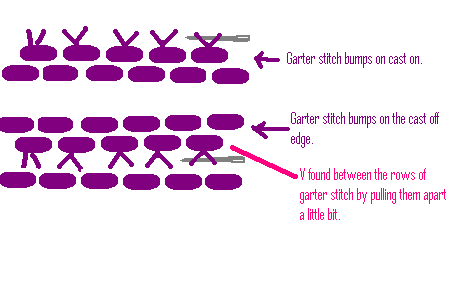 Garter stitch bumps on cast on.
Garter stitch bumps on the cast off
edge.
V found between the rows of
garter stitch by pulling them apart
a little bit.